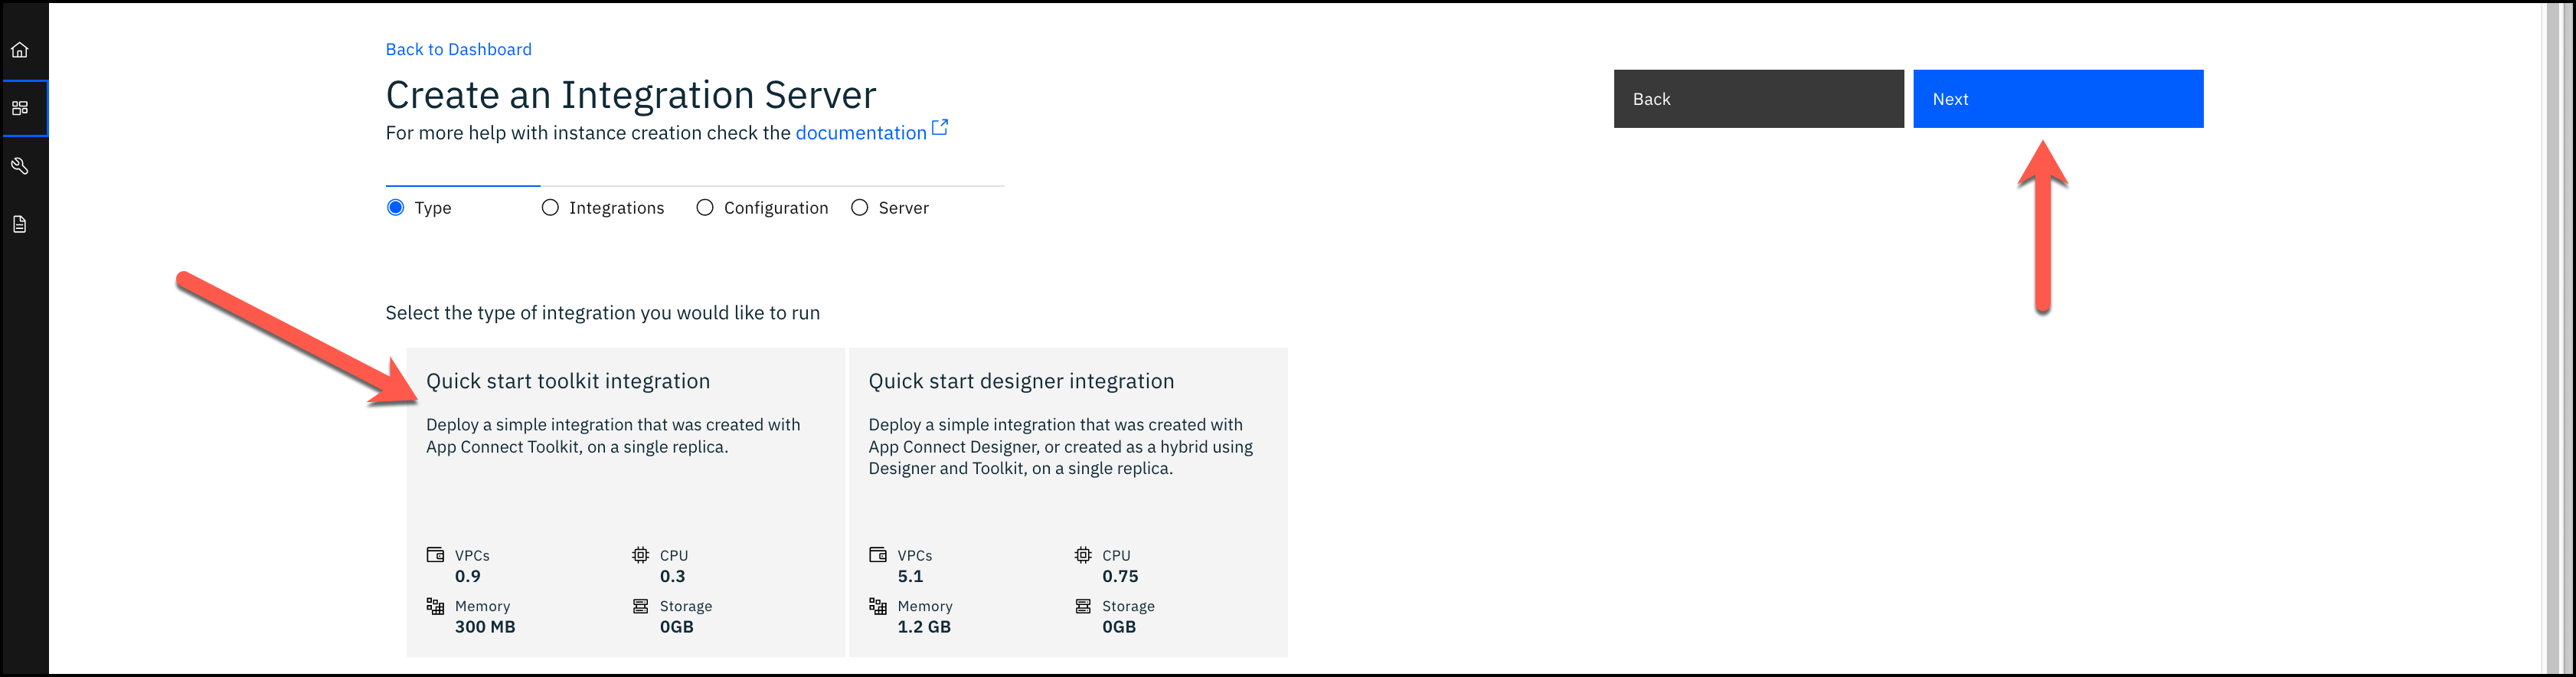 Back to Dashboard
Create an Integration Server
For more help with instance creation check the documentation
Back
Next
Type
Integrations
Configuration
Server
Select the type of integration you would like to run
Quick start toolkit integration
Deploy a simple integration that was created with
App Connect Toolkit, on a single replica.
VPCs
0.9
CPU
0.3
Memory
300 MB
Storage
0GB
Quick start designer integration
Deploy a simple integration that was created with
App Connect Designer, or created as a hybrid using
Designer and Toolkit, on a single replica.
VPCs
5.1
CPU
0.75
Memory
1.2 GB
Storage
0GB